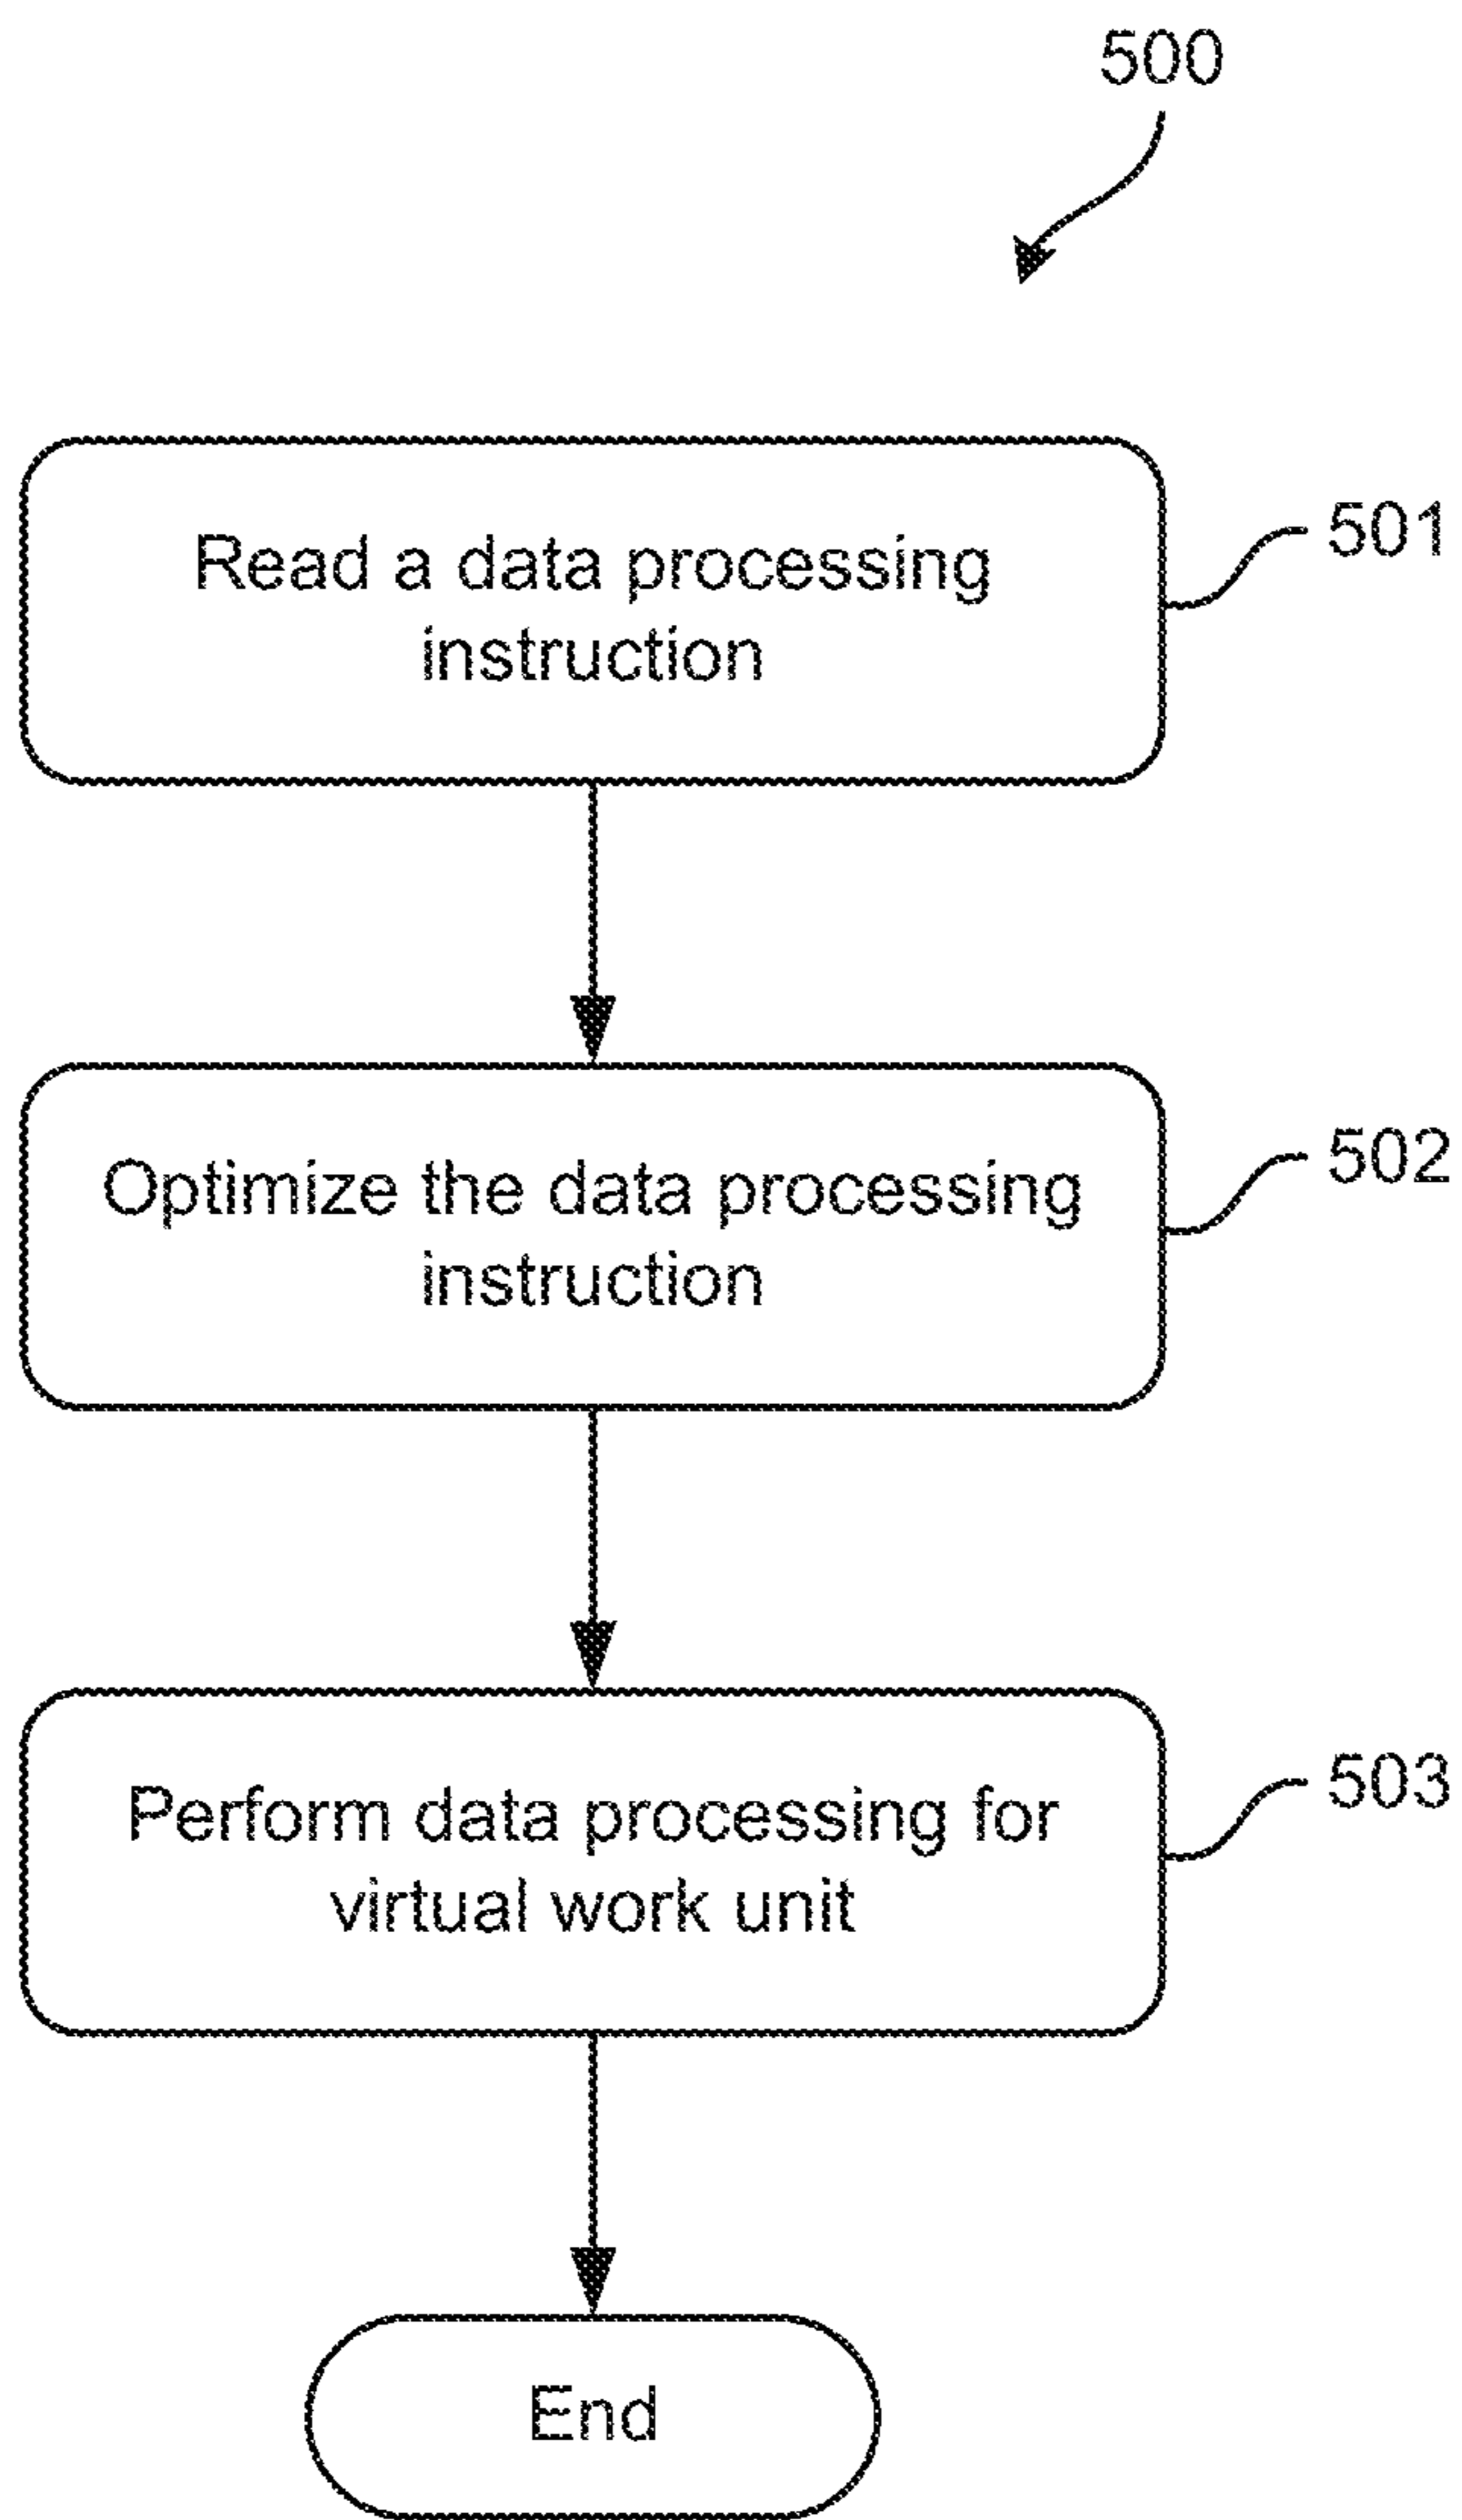 500
Read a data processing
instruction
501
Optimize the data processing
instruction
502
Perform data processing for
virtual work unit
503
End